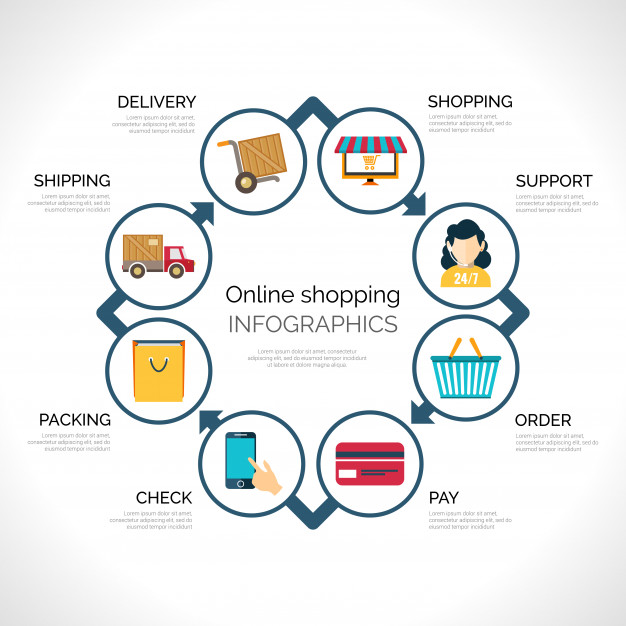 DELIVERY
Lorem ipsum dolor sit amet,
consectetur adipiscing elit, sed do
eiusmod tempor
incididunt
SHOPPING
Lorem ipsum dolor sit amet,
consectetur adipiscing elit, sed do
eiusmod tempor
incididunt
SHIPPING
Lorem ipsum dolor sit amet,
consectetur adipiscing elit, sed do
eiusmod tempor
incididunt
SUPPORT
Lorem ipsum dolor sit amet,
consectetur adipiscing elit, sed do
eiusmod tempor
incididunt
24/7
Online shopping
INFOGRAPHICS
Lorem ipsum dolor sit amet, consectetur
adipiscing elit, sed do eiusmod tempor incididunt
ut labore et dolore magna aliqua.
PACKING
Lorem ipsum dolor sit amet,
consectetur adipiscing elit, sed do
eiusmod tempor
incididunt
ORDER
Lorem ipsum dolor sit amet,
consectetur adipiscing elit, sed do
eiusmod tempor
incididunt
CHECK
Lorem ipsum dolor sit amet,
consectetur adipiscing elit, sed do
eiusmod tempor
incididunt
PAY
Lorem ipsum dolor sit amet,
consectetur adipiscing elit, sed do
eiusmod tempor
incididunt